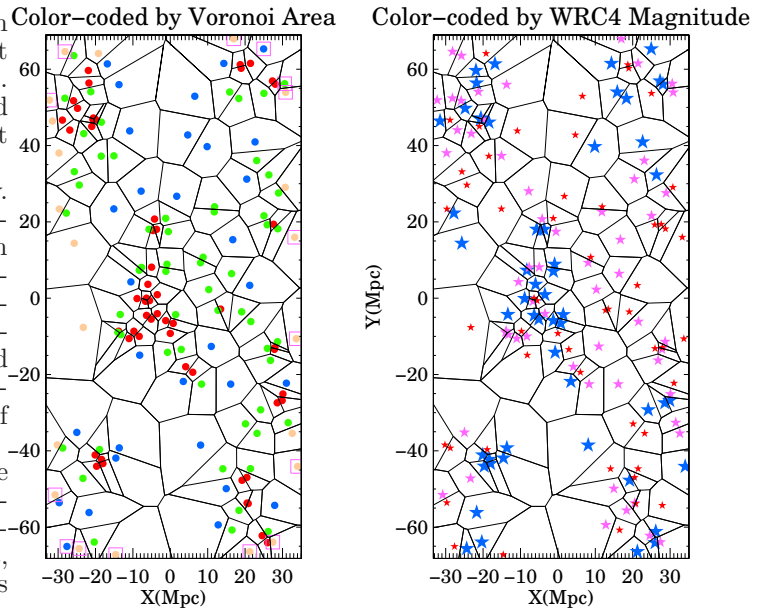 Color-coded by Voronoi Area
Color-coded by WRC4 Magnitude
n
t
.
d
t
y.
-
n
-
-
-
d
-
f
e
-
-
,
s
60
40
20
0
−20
−40
−60
−30 −20 −10 0 10 20 30
X(Mpc)
Y(Mpc)
60
40
20
0
−20
−40
−60
−30 −20 −10 0 10 20 30
X(Mpc)